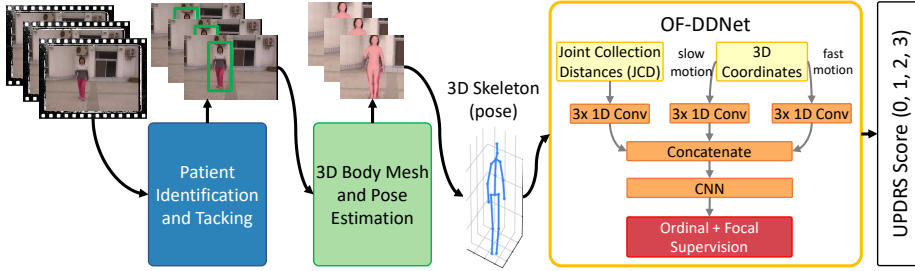 Patient
Identification
and Tacking
3D Body Mesh
and Pose
Estimation
3D Skeleton
(pose)
OF-DDNet
Joint Collection
Distances (JCD)
slow
motion
3D
Coordinates
fast
motion
3x 1D Conv
3x 1D Conv
3x 1D Conv
Concatenate
CNN
Ordinal + Focal
Supervision
UPDRS Score (0, 1, 2, 3)